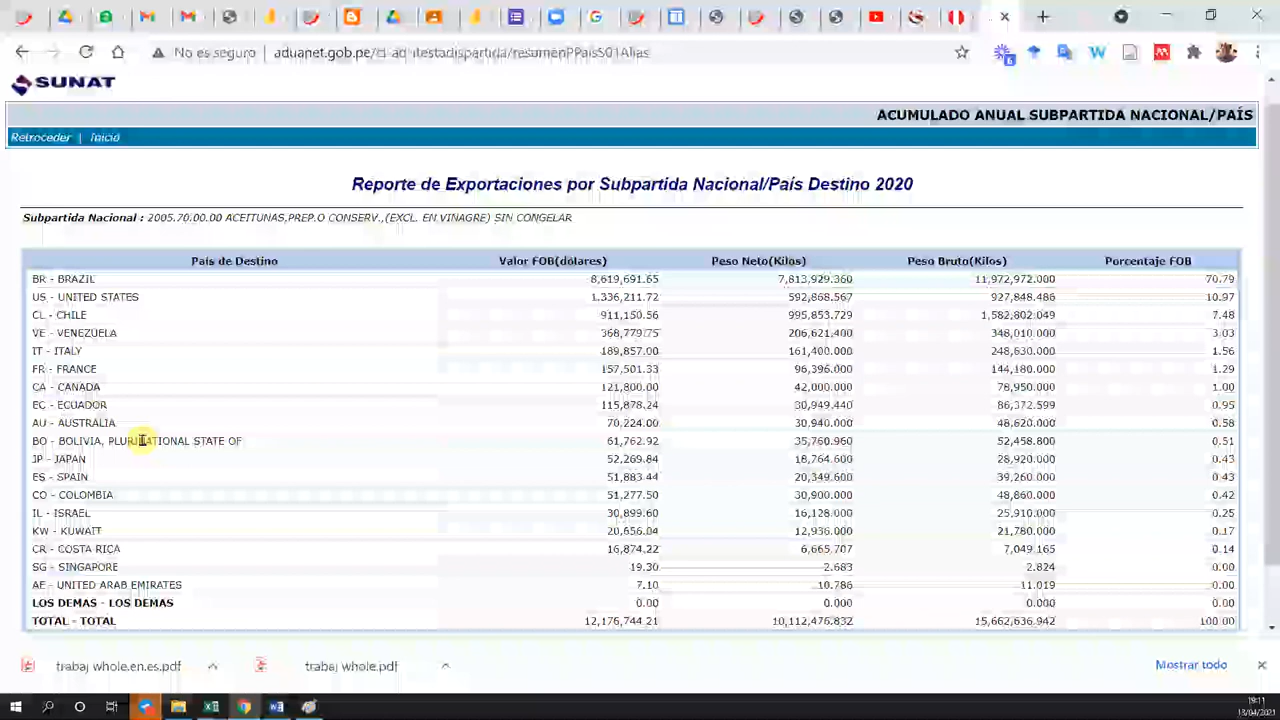 No es seguro | aduanet.gob.pe/cl-ad-itestadispartida/resumenPPaisS01Alias
SUNAT
ACUMULADO ANUAL SUBPARTIDA NACIONAL/PAÍS
Retroceder | Inicio
Reporte de Exportaciones por Subpartida Nacional/País Destino 2020
Subpartida Nacional : 2005.70.00.00 ACEITUNAS,PREP.O CONSERV.,(EXCL. EN VINAGRE) SIN CONGELAR
País de Destino Valor FOB(dólares) Peso Neto(Kilos) Peso Bruto(Kilos) Porcentaje FOB
BR - BRAZIL 8,619,691.65 7,813,929.360 11,972,972.000 70.79
US - UNITED STATES 1,336,211.72 592,868.567 927,848.486 10.97
CL - CHILE 911,150.56 995,853.729 1,582,802.049 7.48
VE - VENEZUELA 368,779.75 206,621.400 348,010.000 3.03
IT - ITALY 189,857.00 161,400.000 248,630.000 1.56
FR - FRANCE 157,501.33 96,396.000 144,180.000 1.29
CA - CANADA 121,800.00 42,000.000 78,950.000 1.00
EC - ECUADOR 115,878.24 30,949.440 86,372.599 0.95
AU - AUSTRALIA 70,224.00 30,940.000 48,620.000 0.58
BO - BOLIVIA, PLURINATIONAL STATE OF 61,762.92 35,760.960 52,458.800 0.51
JP - JAPAN 52,269.84 18,764.600 28,920.000 0.43
ES - SPAIN 51,883.44 20,349.600 39,260.000 0.43
CO - COLOMBIA 51,277.50 30,900.000 48,860.000 0.42
IL - ISRAEL 30,899.60 16,128.000 25,910.000 0.25
KW - KUWAIT 20,656.04 12,936.000 21,780.000 0.17
CR - COSTA RICA 16,874.22 6,665.707 7,049.165 0.14
SG - SINGAPORE 19.30 2.683 2.824 0.00
AE - UNITED ARAB EMIRATES 7.10 10.786 11.019 0.00
LOS DEMAS - LOS DEMAS 0.00 0.000 0.000 0.00
TOTAL - TOTAL 12,176,744.21 10,112,476.832 15,662,636.942 100.00
trabaj whole.en.es.pdf trabaj whole.pdf Mostrar todo
19:11
13/04/2021